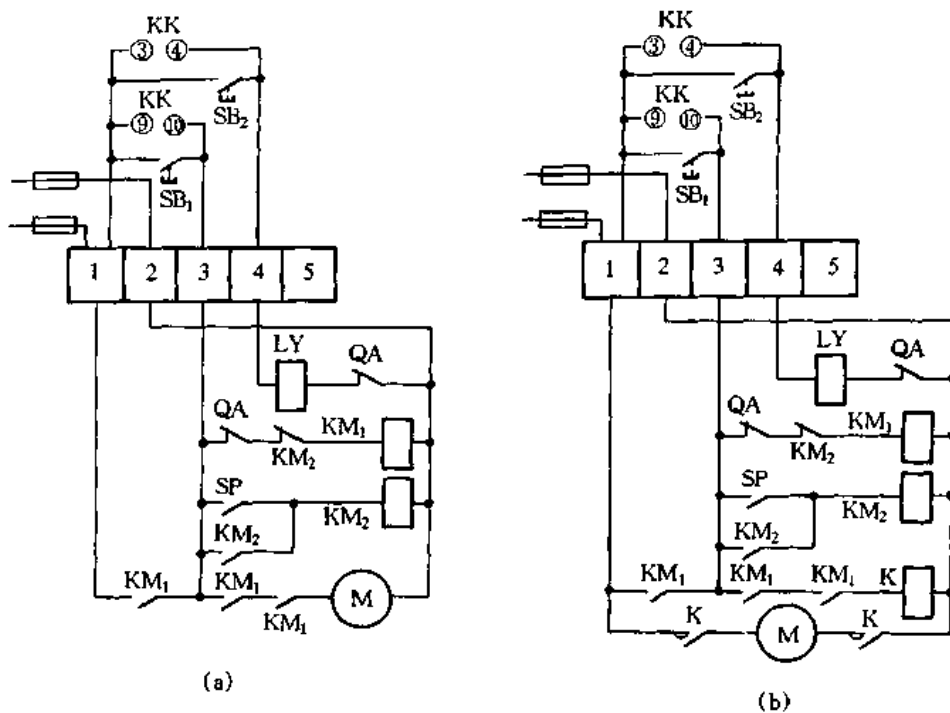 KK
③ ④
SB₂
KK
⑨ ⑩
SB₁
1 2 3 4 5
LY
QA
QA
KM₂
KM₁
SP
KM₂
KM₂
KM₁
KM₁
KM₁
M
(a)
KK
③ ④
SB₂
KK
⑨ ⑩
SB₁
1 2 3 4 5
LY
QA
QA
KM₂
KM₁
SP
KM₂
KM₂
KM₁
KM₁
KM₁
K
K
M
K
(b)